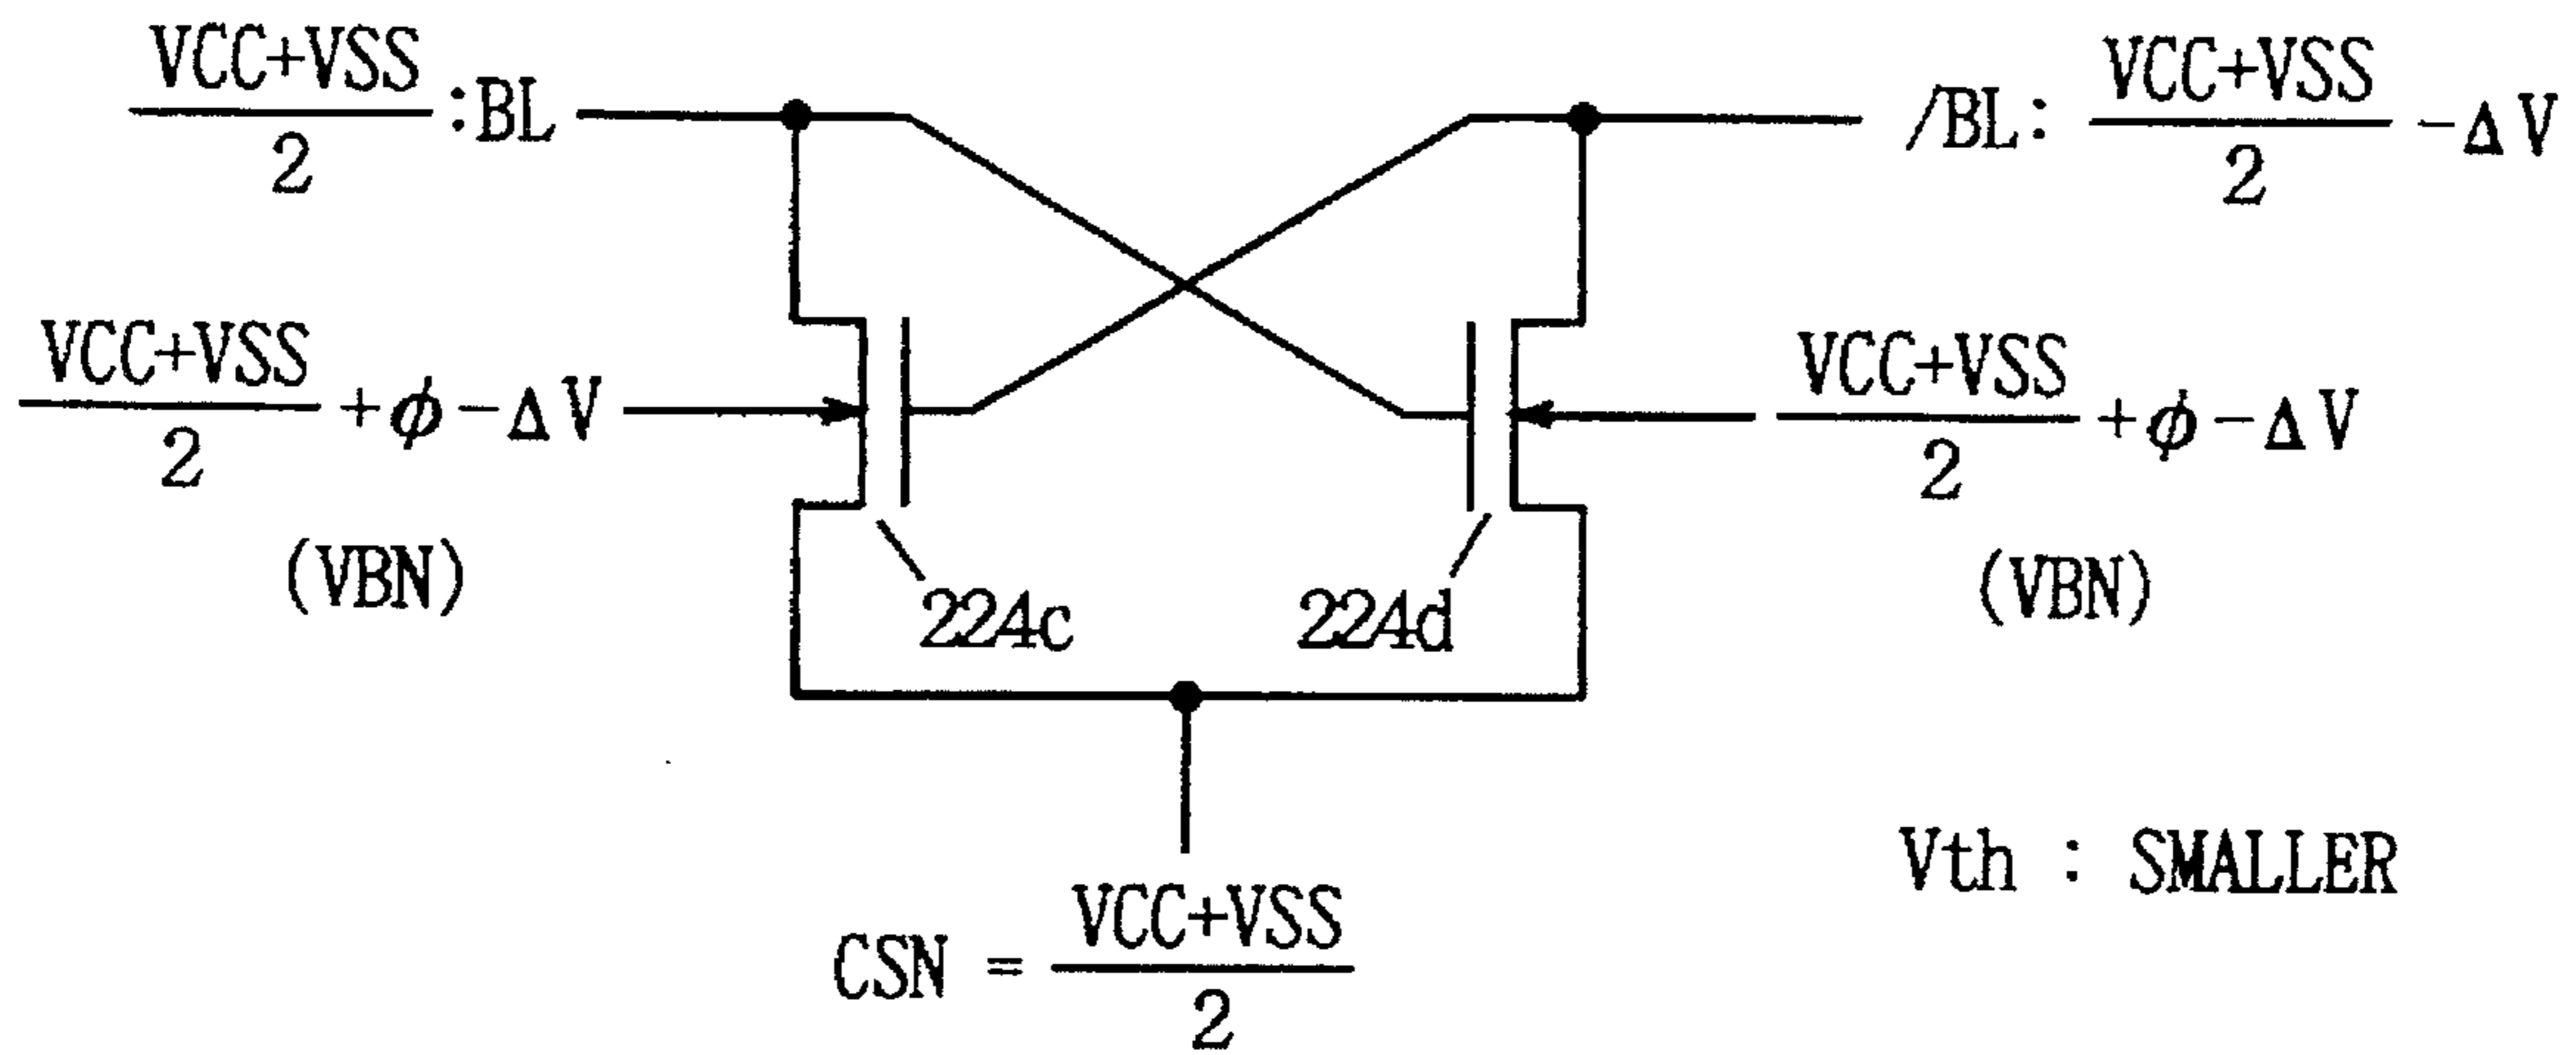 VCC+VSS
2
:BL
/BL:
VCC+VSS
2
-ΔV
VCC+VSS
2
+ϕ-ΔV
(VBN)
VCC+VSS
2
+ϕ-ΔV
(VBN)
224c
224d
Vth : SMALLER
CSN =
VCC+VSS
2